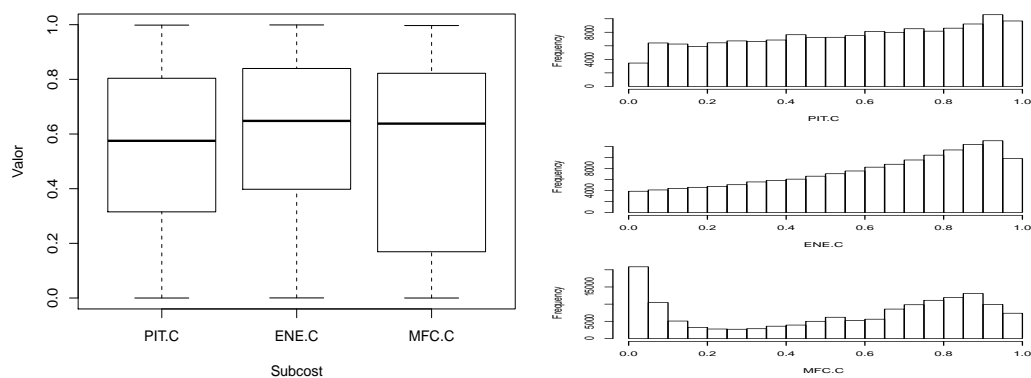 Valor
1.0
0.8
0.6
0.4
0.2
0.0
PIT.C ENE.C MFC.C
Subcost
Frequency
8000
4000
0
0.0 0.2 0.4 0.6 0.8 1.0
PIT.C
Frequency
10000
4000
0
0.0 0.2 0.4 0.6 0.8 1.0
ENE.C
Frequency
15000
5000
0
0.0 0.2 0.4 0.6 0.8 1.0
MFC.C